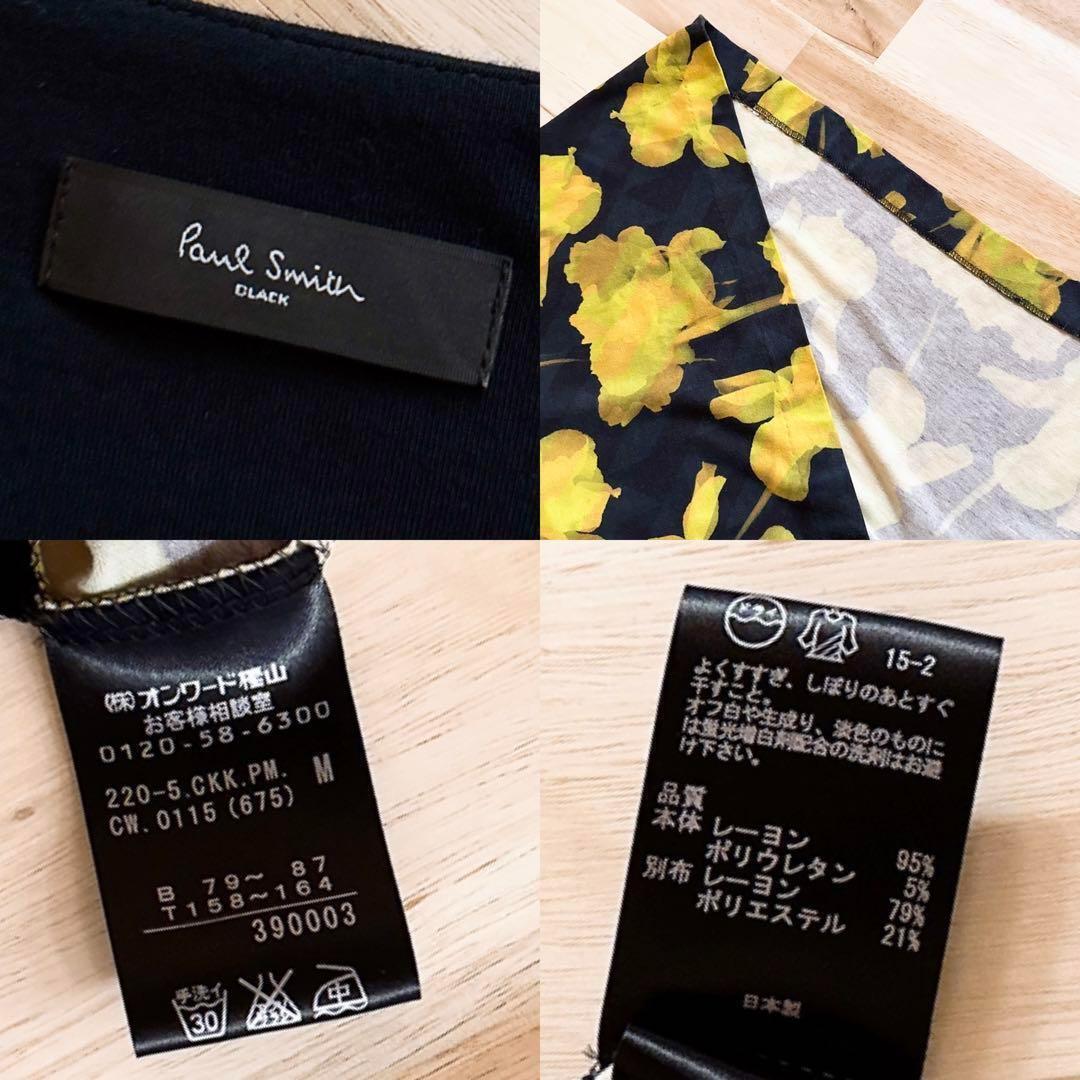 Paul Smith
BLACK
(株)オンワード樫山
お客様相談室
0120-58-6300
220-5.CKK.PM. M
CW.0115(675)
B 79～ 87
T158～164
390003
手洗イ
30
中
15-2
よくすすぎ、しぼりのあとすぐ
干すこと。
オフ白や生成り、淡色のものに
は蛍光増白剤配合の洗剤はお避
け下さい。
品質
本体 レーヨン 95%
ポリウレタン 5%
別布 レーヨン 79%
ポリエステル 21%
日本製